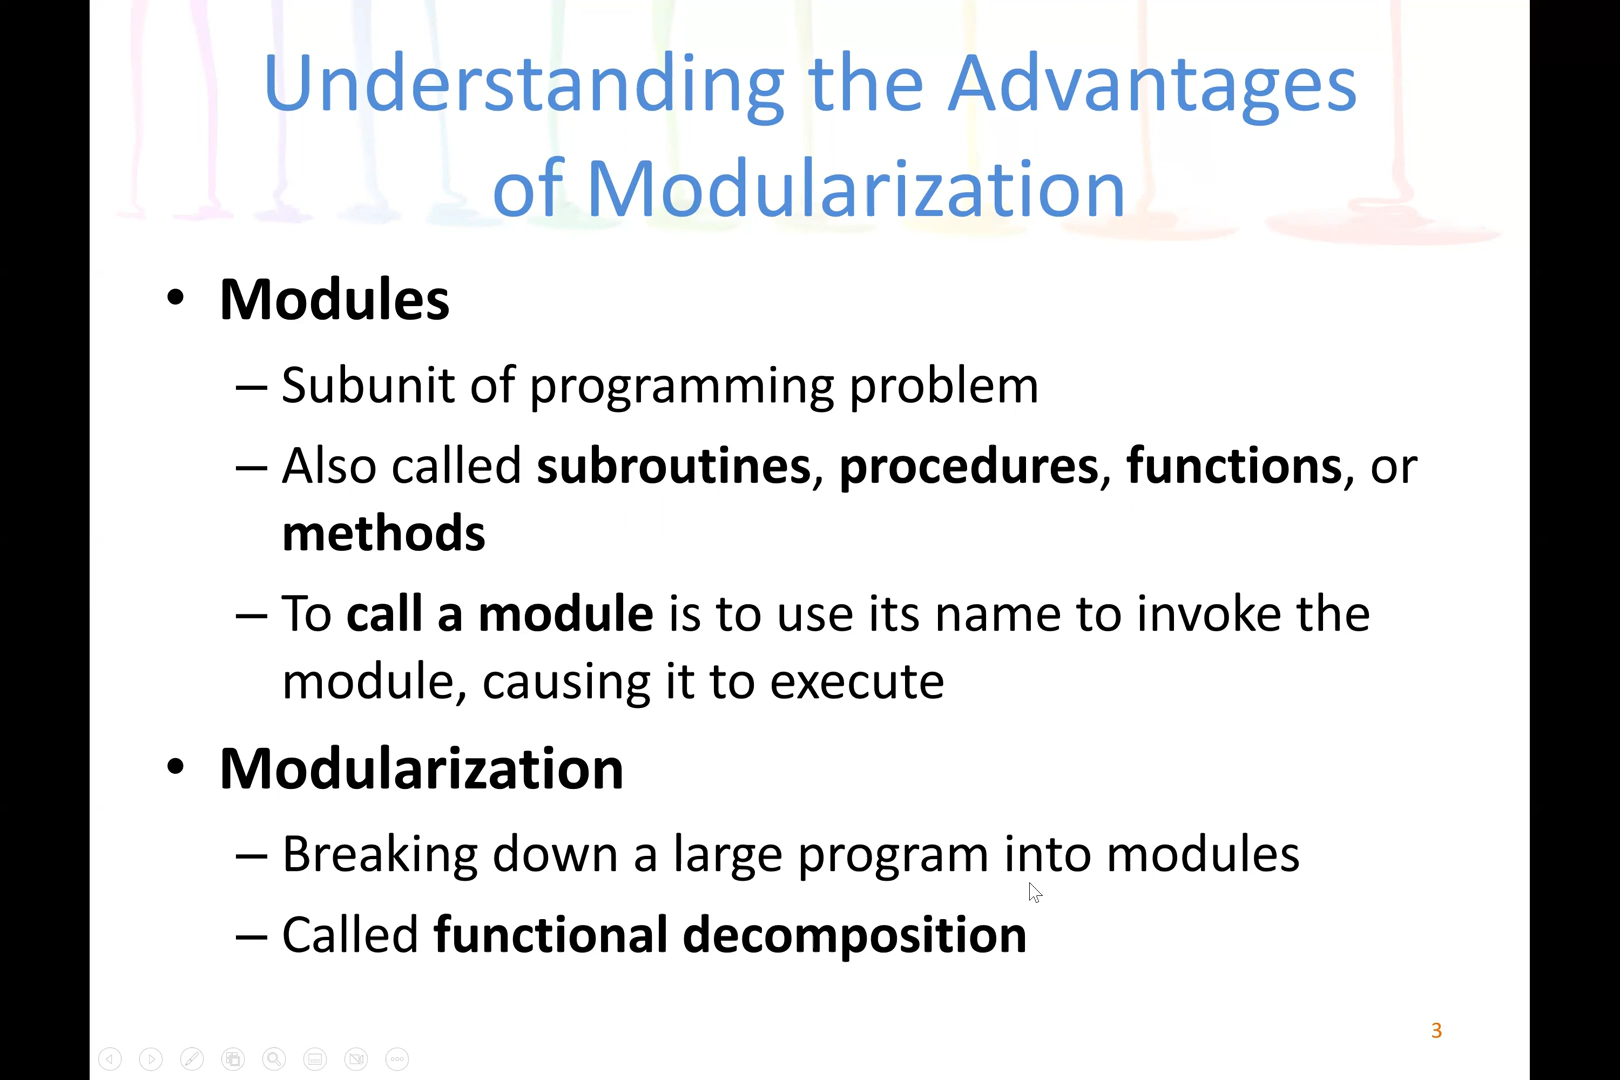 Understanding the Advantages
of Modularization
• Modules
– Subunit of programming problem
– Also called subroutines, procedures, functions, or
methods
– To call a module is to use its name to invoke the
module, causing it to execute
• Modularization
– Breaking down a large program into modules
– Called functional decomposition
3